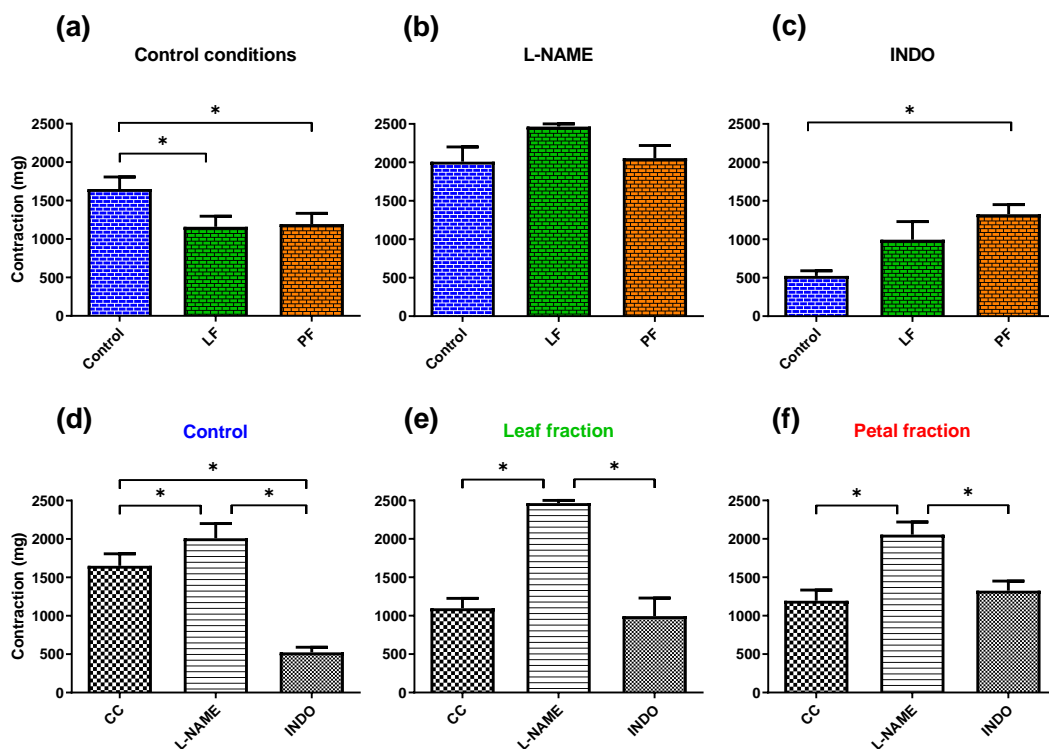 (a)
Control conditions
*
*
Contraction (mg)
2500
2000
1500
1000
500
0
Control
LF
PF
(b)
L-NAME
2500
2000
1500
1000
500
0
Control
LF
PF
(c)
INDO
*
2500
2000
1500
1000
500
0
Control
LF
PF
(d)
Control
*
*
*
Contraction (mg)
2500
2000
1500
1000
500
0
CC
L-NAME
INDO
(e)
Leaf fraction
*
*
2500
2000
1500
1000
500
0
CC
L-NAME
INDO
(f)
Petal fraction
*
*
2500
2000
1500
1000
500
0
CC
L-NAME
INDO